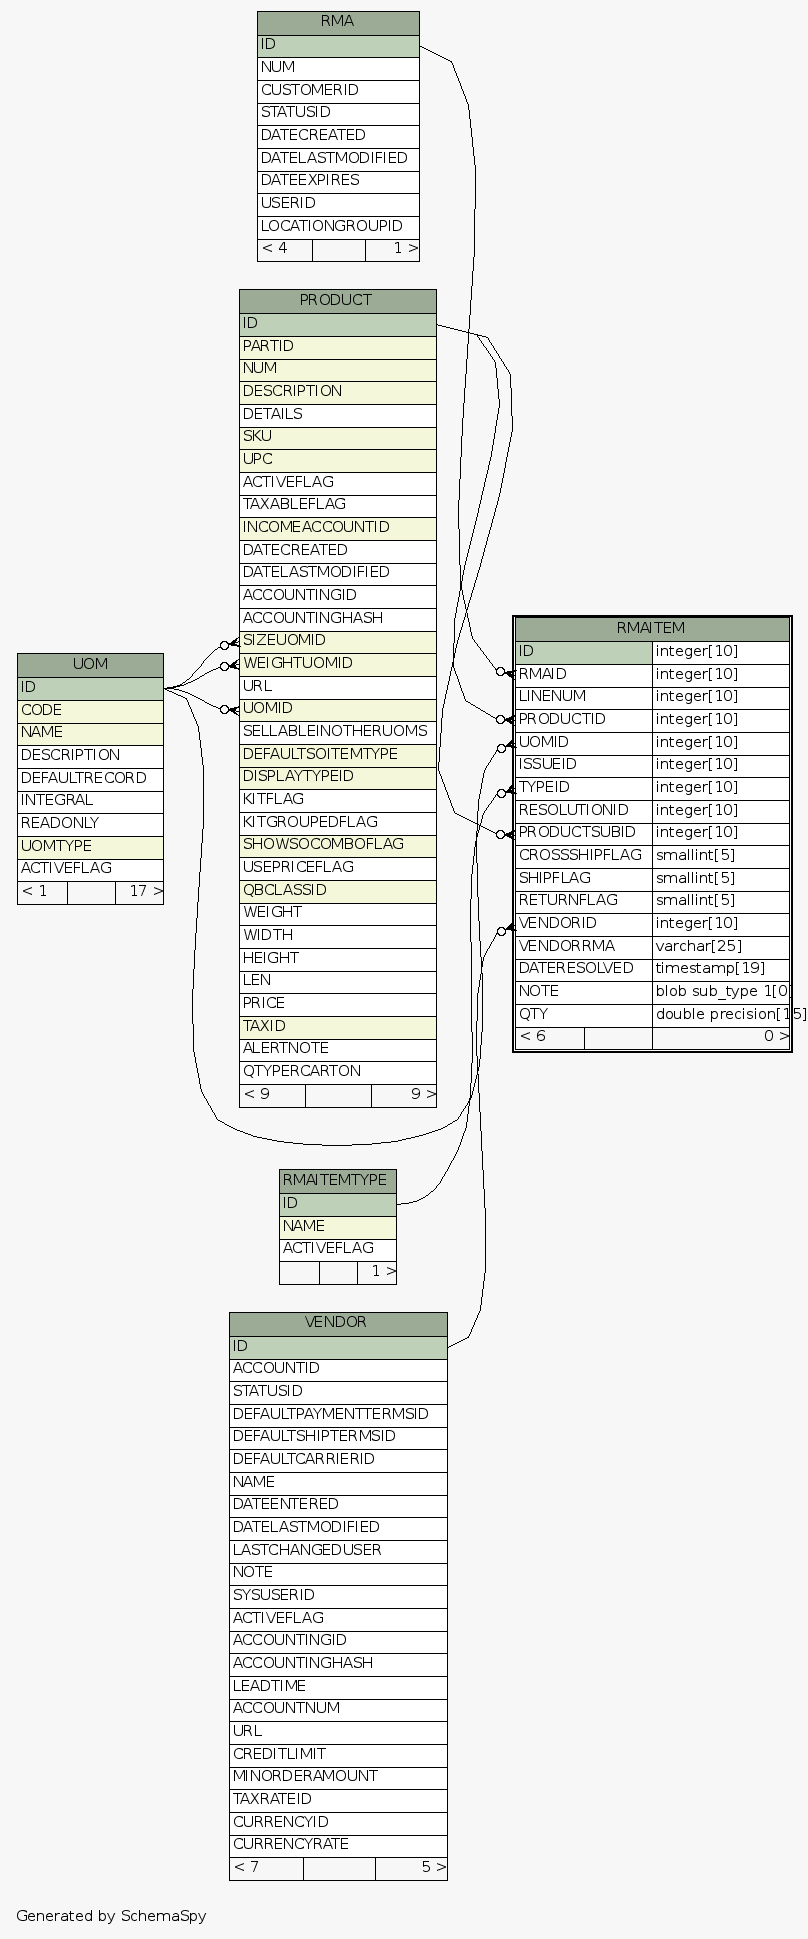 RMA
ID
NUM
CUSTOMERID
STATUSID
DATECREATED
DATELASTMODIFIED
DATEEXPIRES
USERID
LOCATIONGROUPID
< 4 1 >
PRODUCT
ID
PARTID
NUM
DESCRIPTION
DETAILS
SKU
UPC
ACTIVEFLAG
TAXABLEFLAG
INCOMEACCOUNTID
DATECREATED
DATELASTMODIFIED
ACCOUNTINGID
ACCOUNTINGHASH
SIZEUOMID
WEIGHTUOMID
URL
UOMID
SELLABLEINOTHERUOMS
DEFAULTSOITEMTYPE
DISPLAYTYPEID
KITFLAG
KITGROUPEDFLAG
SHOWSOCOMBOFLAG
USEPRICEFLAG
QBCLASSID
WEIGHT
WIDTH
HEIGHT
LEN
PRICE
TAXID
ALERTNOTE
QTYPERCARTON
< 9 9 >
UOM
ID
CODE
NAME
DESCRIPTION
DEFAULTRECORD
INTEGRAL
READONLY
UOMTYPE
ACTIVEFLAG
< 1 17 >
RMAITEM
ID integer[10]
RMAID integer[10]
LINENUM integer[10]
PRODUCTID integer[10]
UOMID integer[10]
ISSUEID integer[10]
TYPEID integer[10]
RESOLUTIONID integer[10]
PRODUCTSUBID integer[10]
CROSSSHIPFLAG smallint[5]
SHIPFLAG smallint[5]
RETURNFLAG smallint[5]
VENDORID integer[10]
VENDORRMA varchar[25]
DATERESOLVED timestamp[19]
NOTE blob sub_type 1[0]
QTY double precision[15]
< 6 0 >
RMAITEMTYPE
ID
NAME
ACTIVEFLAG
1 >
VENDOR
ID
ACCOUNTID
STATUSID
DEFAULTPAYMENTTERMSID
DEFAULTSHIPTERMSID
DEFAULTCARRIERID
NAME
DATEENTERED
DATELASTMODIFIED
LASTCHANGEDUSER
NOTE
SYSUSERID
ACTIVEFLAG
ACCOUNTINGID
ACCOUNTINGHASH
LEADTIME
ACCOUNTNUM
URL
CREDITLIMIT
MINORDERAMOUNT
TAXRATEID
CURRENCYID
CURRENCYRATE
< 7 5 >
Generated by SchemaSpy